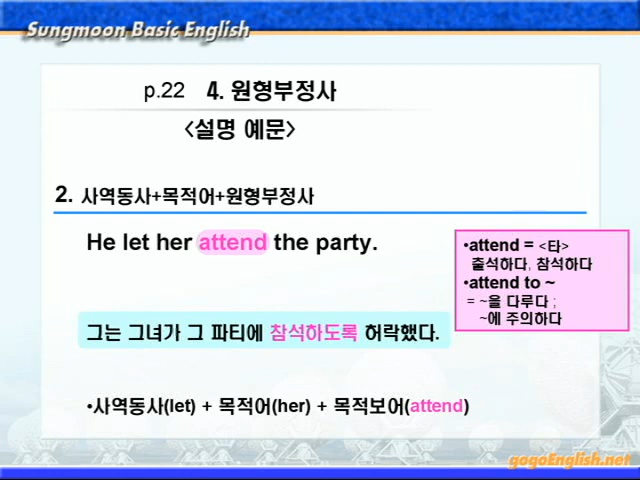 Sungmoon Basic English
p.22 4. 원형부정사
<설명 예문>
2. 사역동사+목적어+원형부정사
He let her attend the party.
•attend = <타>
출석하다, 참석하다
•attend to ~
= ~을 다루다 ;
~에 주의하다
그는 그녀가 그 파티에 참석하도록 허락했다.
•사역동사(let) + 목적어(her) + 목적보어(attend)
gogoEnglish.net